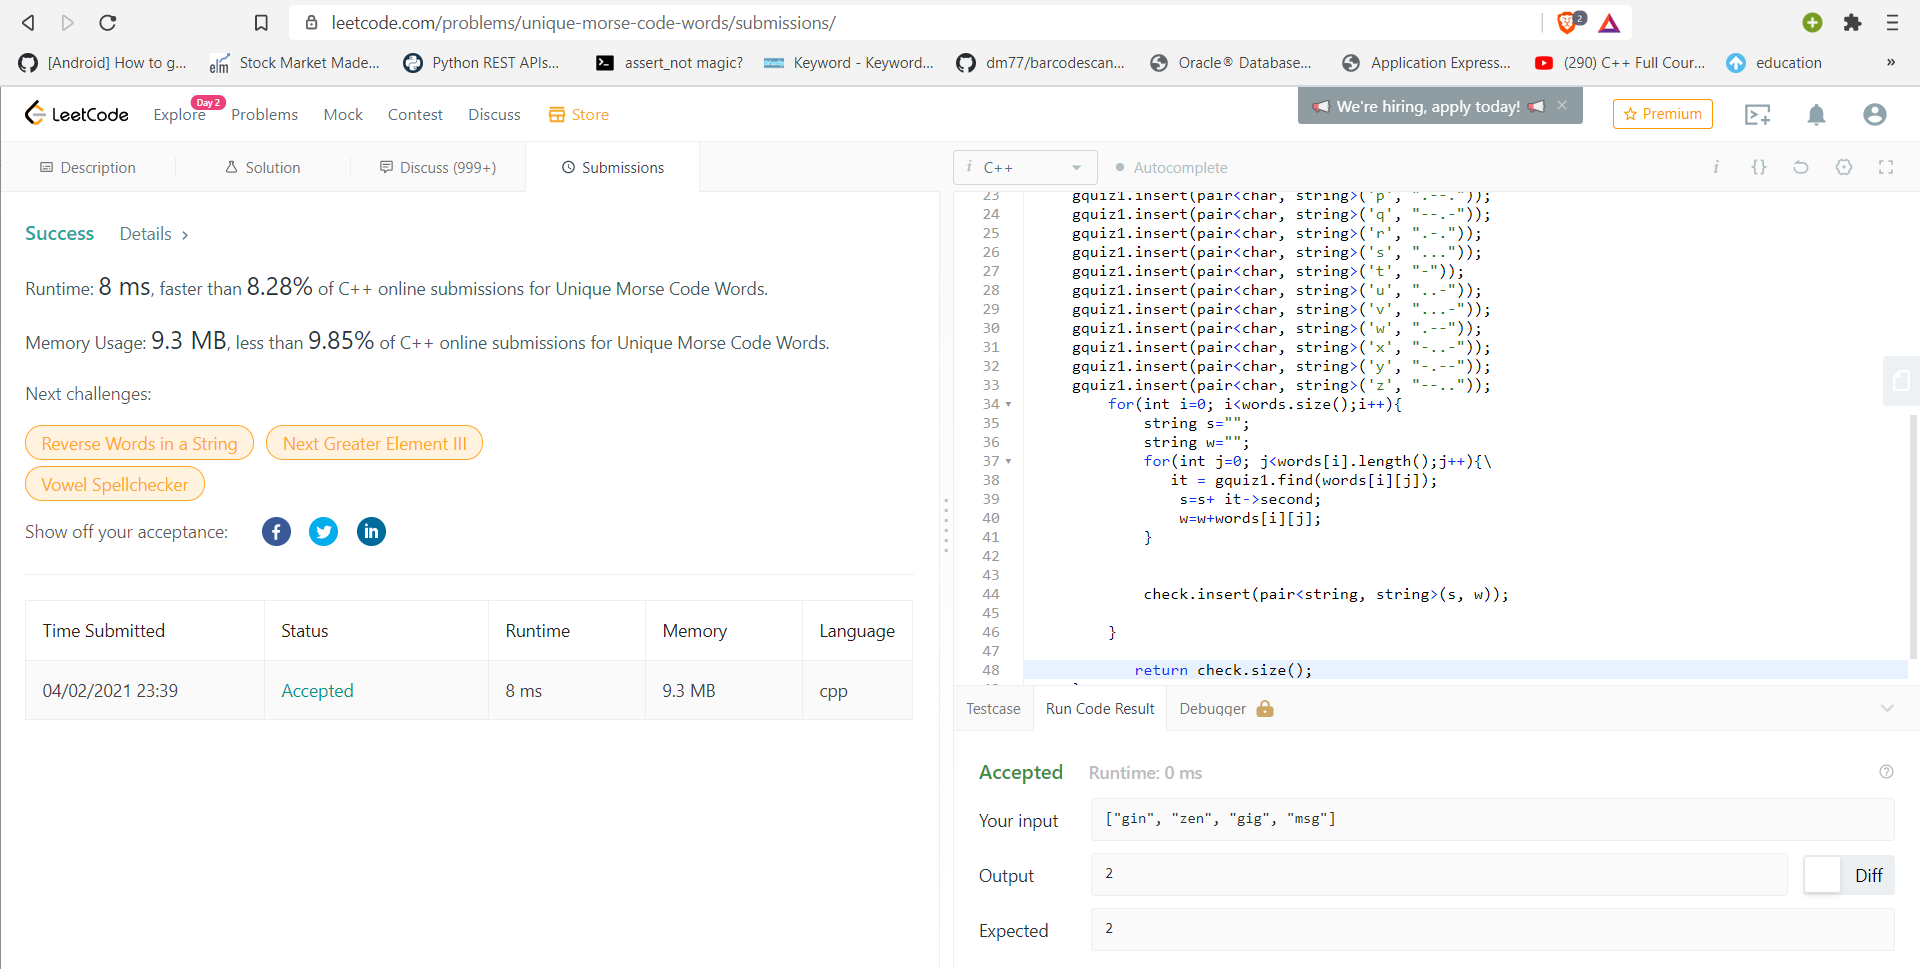 leetcode.com/problems/unique-morse-code-words/submissions/
2
[Android] How to g...
elm
Stock Market Made...
Python REST APIs...
assert_not magic?
Keyword - Keyword...
dm77/barcodescan...
Oracle® Database...
Application Express...
(290) C++ Full Cour...
education
»
LeetCode
Explore
Day 2
Problems
Mock
Contest
Discuss
Store
We're hiring, apply today!
Premium
Description
Solution
Discuss (999+)
Submissions
i C++
Autocomplete
i {}
Success
Details >
Runtime: 8 ms, faster than 8.28% of C++ online submissions for Unique Morse Code Words.
Memory Usage: 9.3 MB, less than 9.85% of C++ online submissions for Unique Morse Code Words.
Next challenges:
Reverse Words in a String
Next Greater Element III
Vowel Spellchecker
Show off your acceptance:
Time Submitted Status Runtime Memory Language
04/02/2021 23:39 Accepted 8 ms 9.3 MB cpp
23 gquiz1.insert(pair<char, string>('p', ".--."));
24 gquiz1.insert(pair<char, string>('q', "--.-"));
25 gquiz1.insert(pair<char, string>('r', ".-."));
26 gquiz1.insert(pair<char, string>('s', "..."));
27 gquiz1.insert(pair<char, string>('t', "-"));
28 gquiz1.insert(pair<char, string>('u', "..-"));
29 gquiz1.insert(pair<char, string>('v', "...-"));
30 gquiz1.insert(pair<char, string>('w', ".--"));
31 gquiz1.insert(pair<char, string>('x', "-..-"));
32 gquiz1.insert(pair<char, string>('y', "-.--"));
33 gquiz1.insert(pair<char, string>('z', "--.."));
34 for(int i=0; i<words.size();i++){
35 string s="";
36 string w="";
37 for(int j=0; j<words[i].length();j++){\
38 it = gquiz1.find(words[i][j]);
39 s=s+ it->second;
40 w=w+words[i][j];
41 }
42
43
44 check.insert(pair<string, string>(s, w));
45
46 }
47
48 return check.size();
Testcase
Run Code Result
Debugger
Accepted
Runtime: 0 ms
Your input
["gin", "zen", "gig", "msg"]
Output
2
Diff
Expected
2